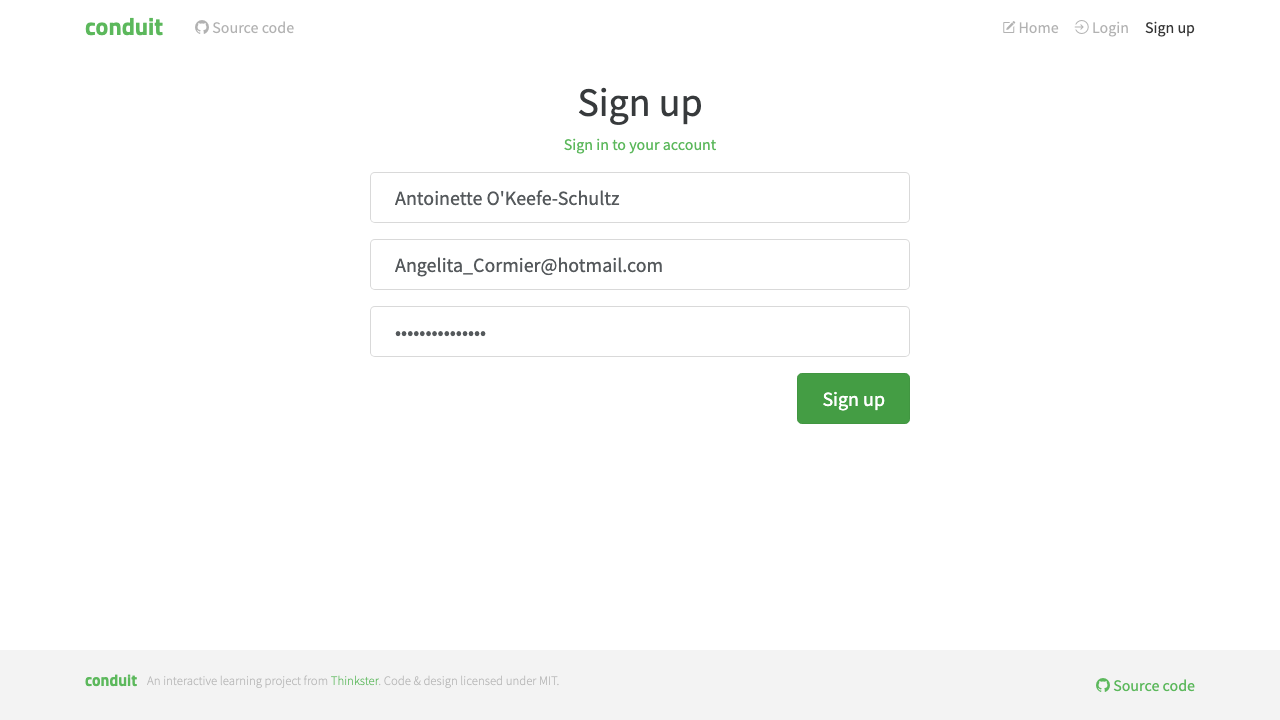 conduit Source code Home Login Sign up
Sign up
Sign in to your account
Antoinette O'Keefe-Schultz
Angelita_Cormier@hotmail.com
•••••••••••••••
Sign up
conduit An interactive learning project from Thinkster. Code & design licensed under MIT. Source code